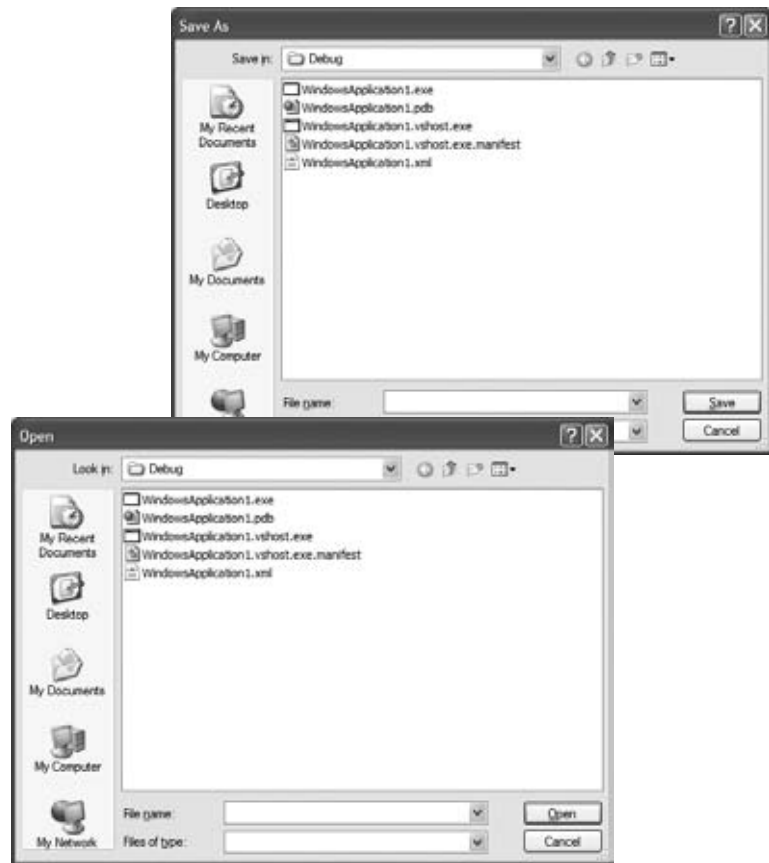 Save As
Save in:
Debug
My Recent
Documents
Desktop
My Documents
My Computer
WindowsApplication1.exe
WindowsApplication1.pdb
WindowsApplication1.vshost.exe
WindowsApplication1.vshost.exe.manifest
WindowsApplication1.xml
File name:
Save
Cancel
Open
Look in:
Debug
My Recent
Documents
Desktop
My Documents
My Computer
My Network
WindowsApplication1.exe
WindowsApplication1.pdb
WindowsApplication1.vshost.exe
WindowsApplication1.vshost.exe.manifest
WindowsApplication1.xml
File name:
Open
Files of type:
Cancel